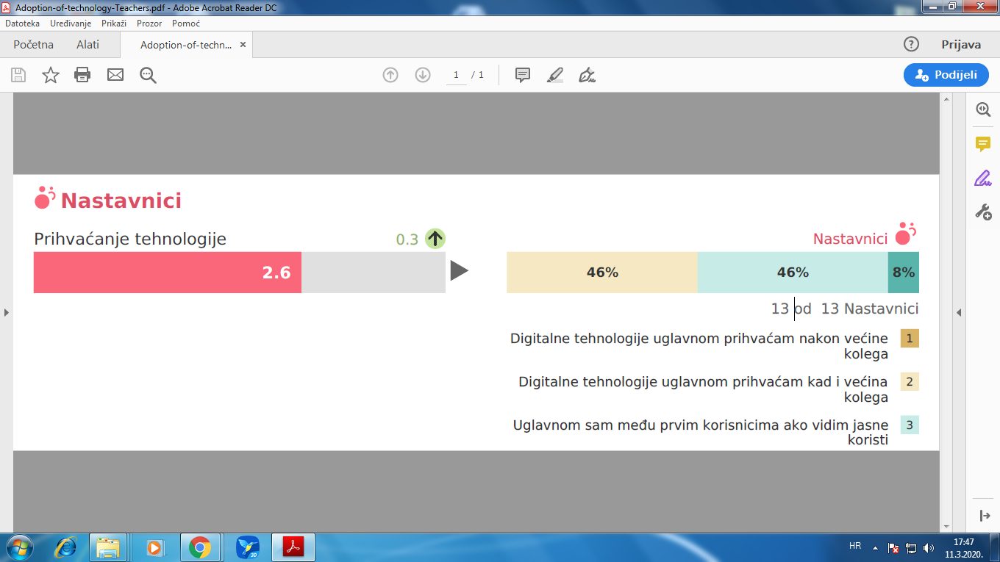 Adoption-of-technology-Teachers.pdf - Adobe Acrobat Reader DC
Datoteka Uređivanje Prikaži Prozor Pomoć
Početna Alati Adoption-of-techn... × ? Prijava
1 / 1 Podijeli
Nastavnici
Prihvaćanje tehnologije 0.3
2.6
Nastavnici
46% 46% 8%
13 od 13 Nastavnici
Digitalne tehnologije uglavnom prihvaćam nakon većine 1
kolega
Digitalne tehnologije uglavnom prihvaćam kad i većina 2
kolega
Uglavnom sam među prvim korisnicima ako vidim jasne 3
koristi
3D
HR 17:47
11.3.2020.